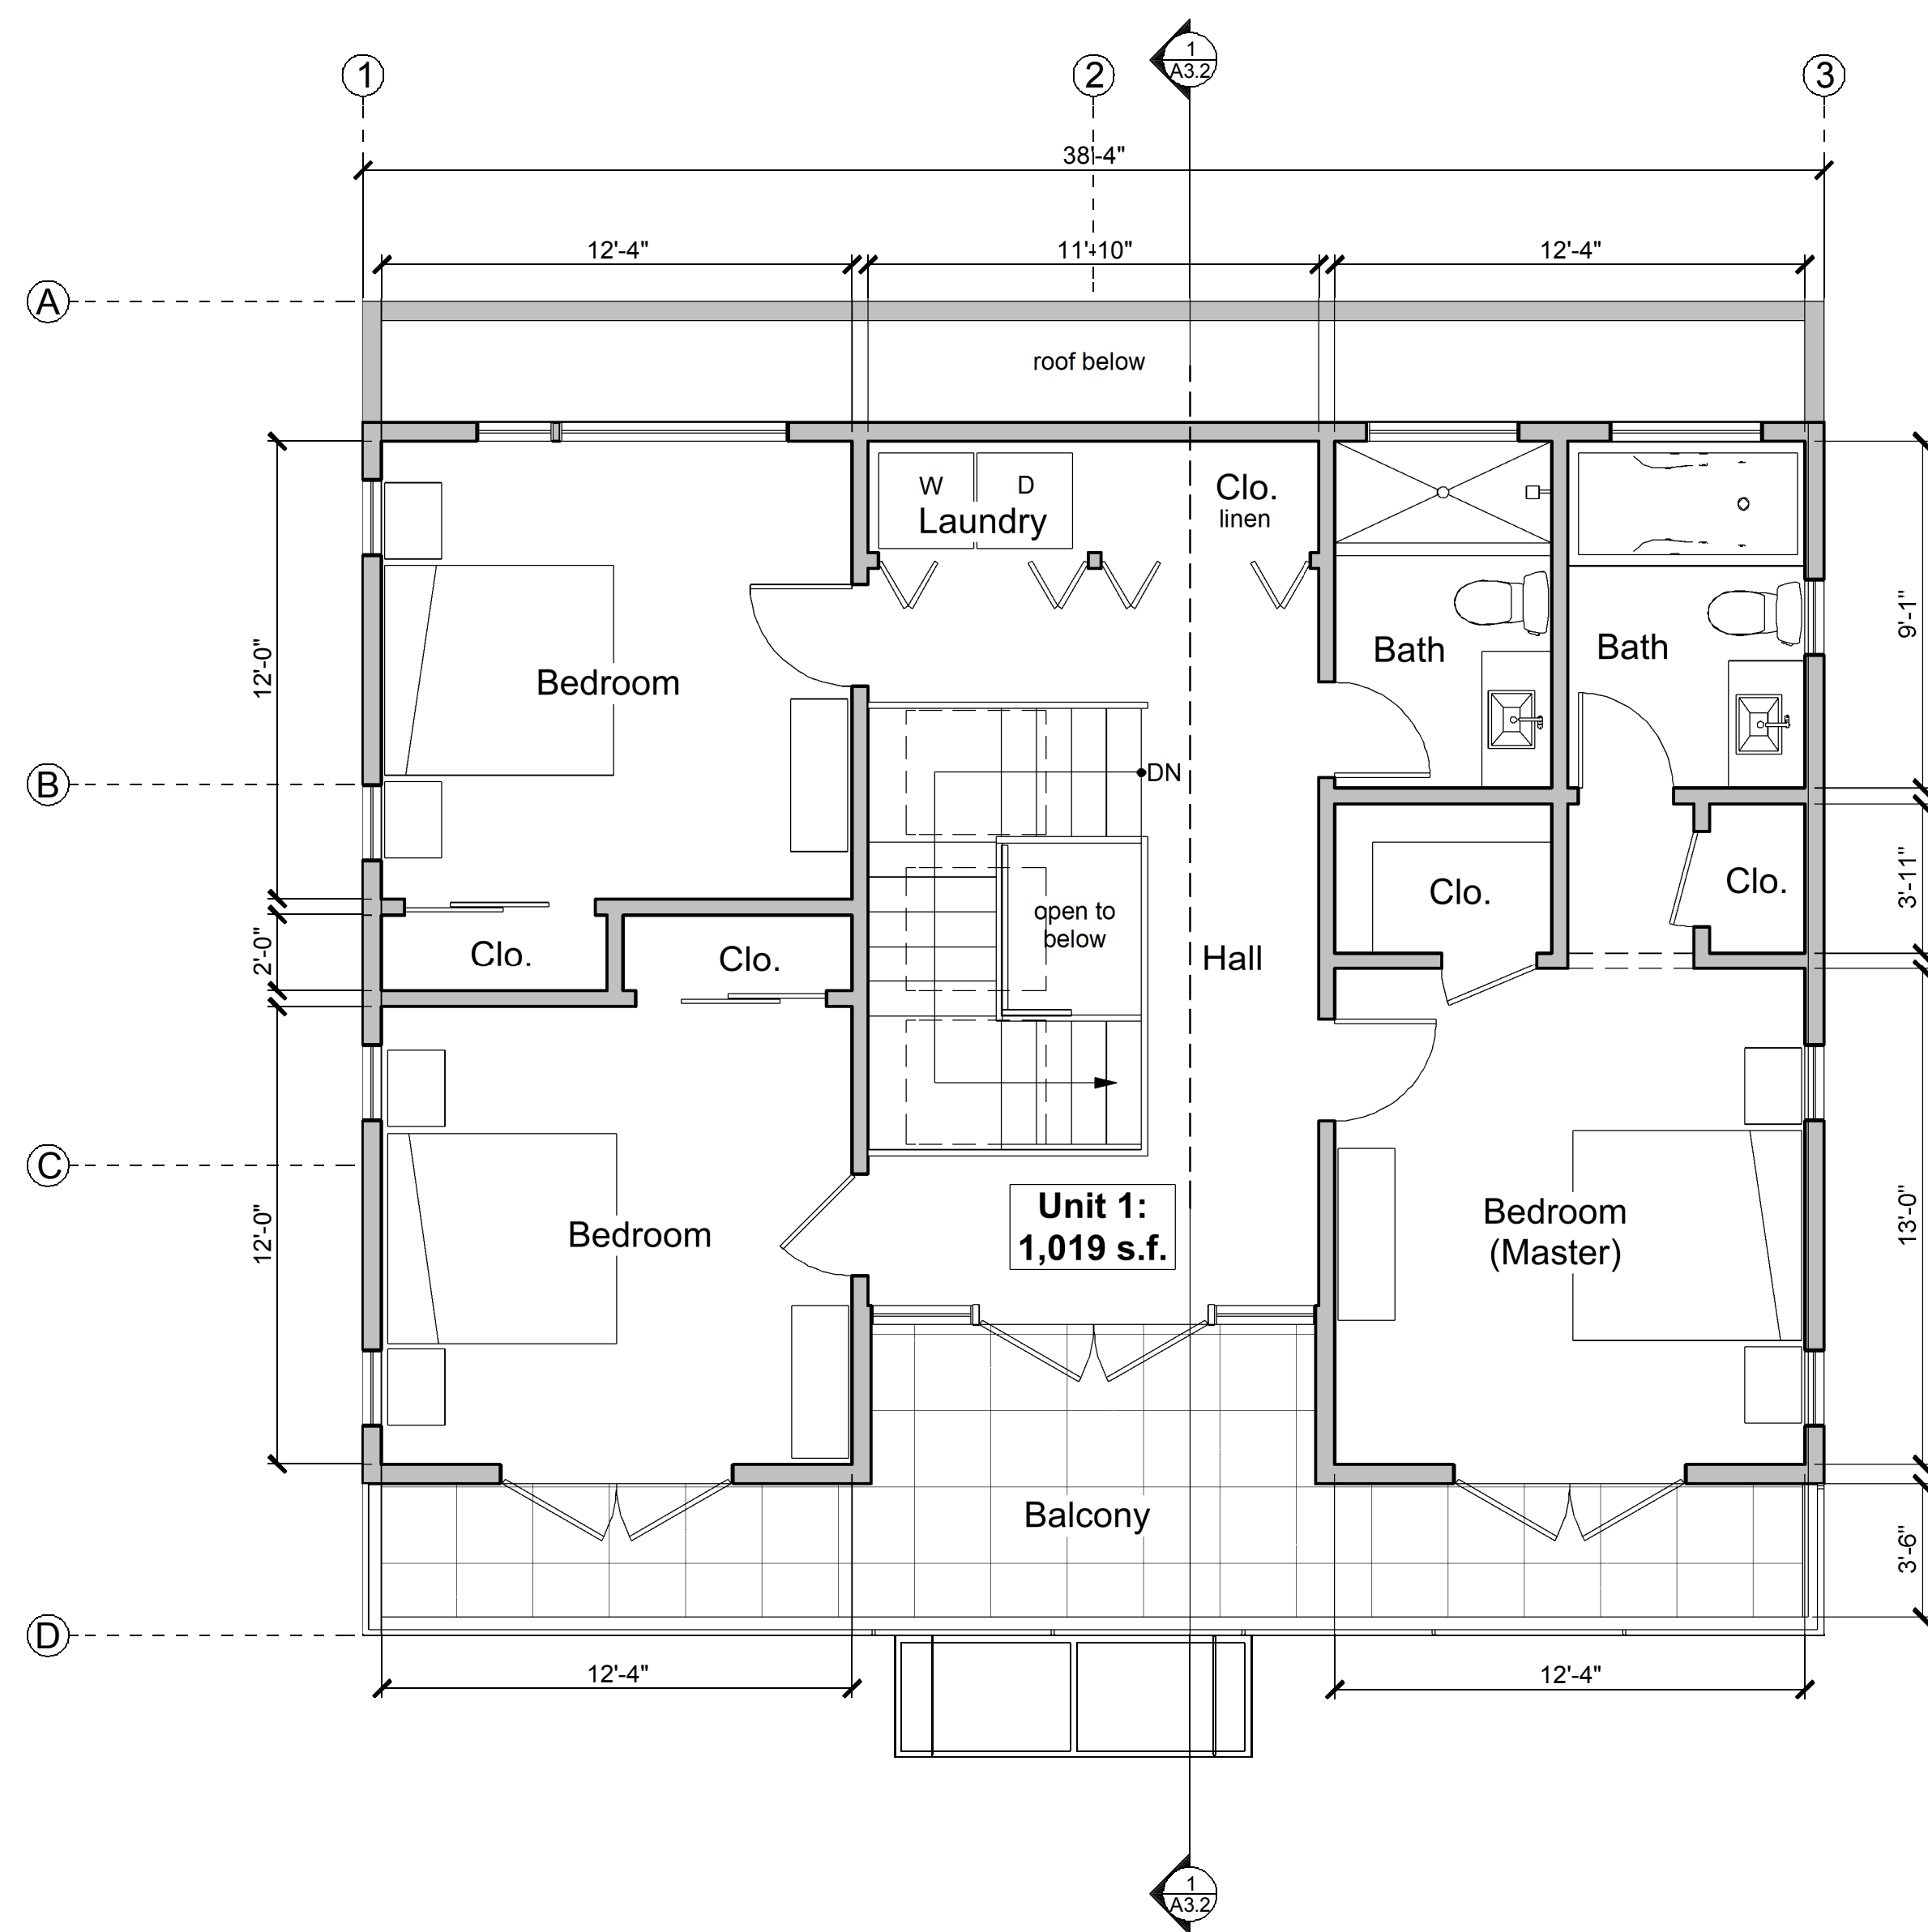 1
A3.2
1
2
3
38'-4"
12'-4"
11'-10"
12'-4"
A
roof below
W
D
Laundry
Clo.
linen
12'-0"
Bedroom
Bath
Bath
9'-1"
B
DN
Clo.
Clo.
3'-11"
open to
below
2'-0"
Clo.
Clo.
Hall
C
12'-0"
Bedroom
Unit 1:
1,019 s.f.
Bedroom
(Master)
13'-0"
Balcony
3'-6"
D
12'-4"
12'-4"
1
A3.2